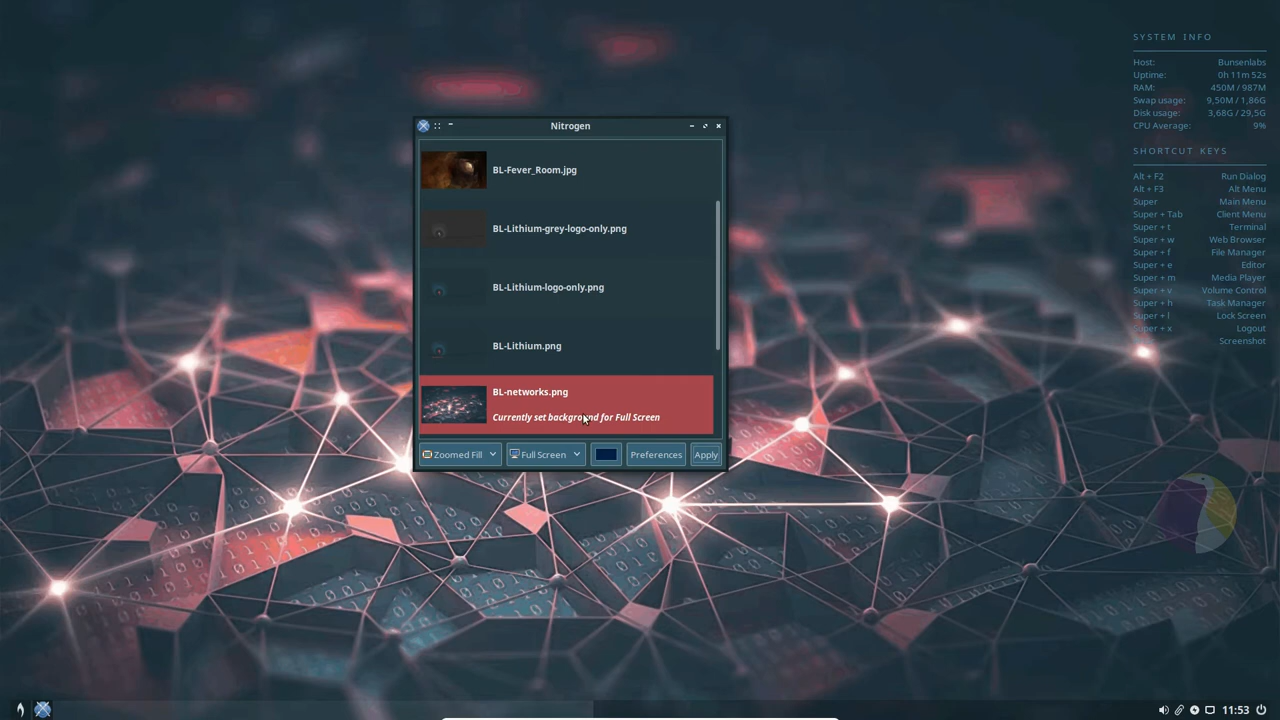 Nitrogen
BL-Fever_Room.jpg
BL-Lithium-grey-logo-only.png
BL-Lithium-logo-only.png
BL-Lithium.png
BL-networks.png
Currently set background for Full Screen
Zoomed Fill Full Screen Preferences Apply
SYSTEM INFO
Host: Bunsenlabs
Uptime: 0h 11m 52s
RAM: 450M / 987M
Swap usage: 9,50M / 1,86G
Disk usage: 3,68G / 29,5G
CPU Average: 9%
SHORTCUT KEYS
Alt + F2 Run Dialog
Alt + F3 Alt Menu
Super Main Menu
Super + Tab Client Menu
Super + t Terminal
Super + w Web Browser
Super + f File Manager
Super + e Editor
Super + m Media Player
Super + v Volume Control
Super + h Task Manager
Super + l Lock Screen
Super + x Logout
Screenshot
11:53